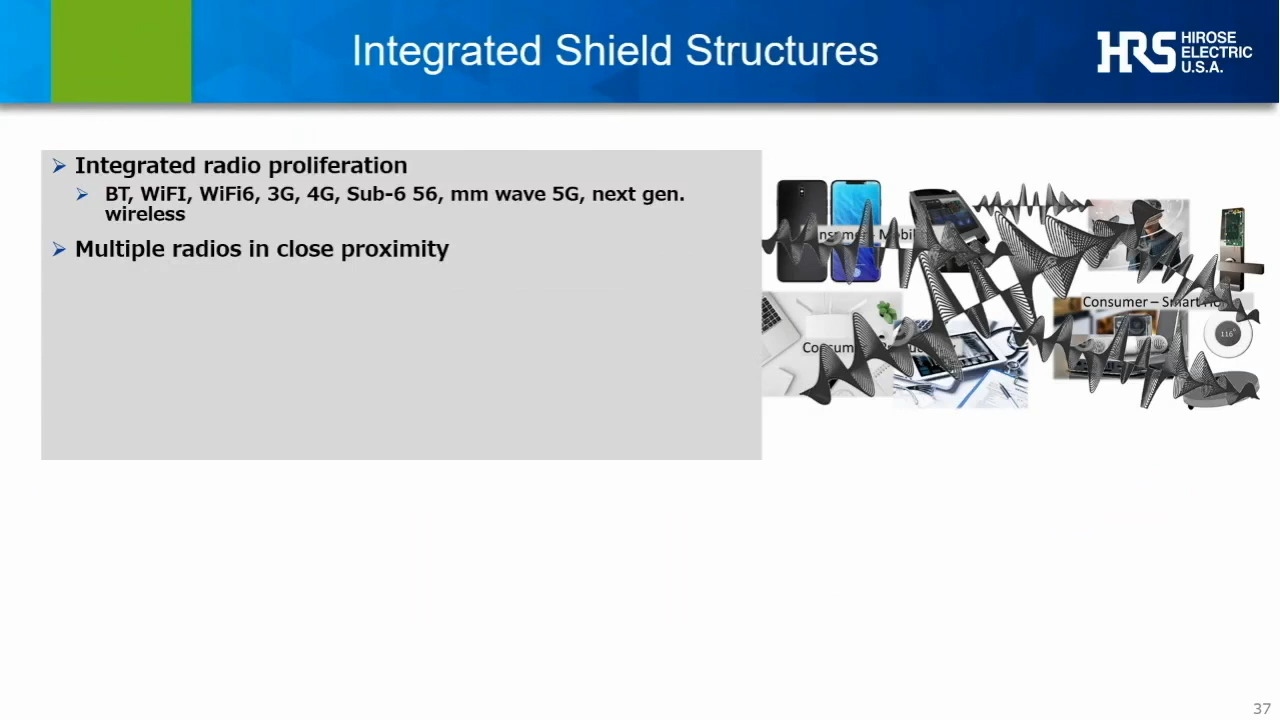 Integrated Shield Structures
HRS HIROSE
ELECTRIC
U.S.A.
Integrated radio proliferation
BT, WiFI, WiFi6, 3G, 4G, Sub-6 56, mm wave 5G, next gen.
wireless
Multiple radios in close proximity
Consumer – Smart
116°
37